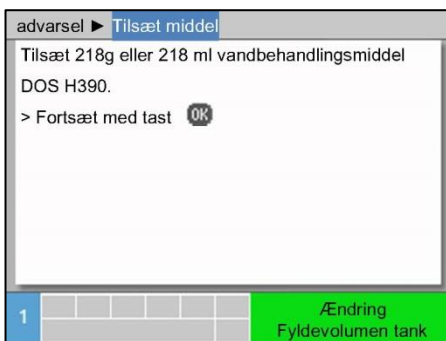 advarsel ► Tilsæt middel
Tilsæt 218g eller 218 ml vandbehandlingsmiddel
DOS H390.
> Fortsæt med tast OK
1
Ændring
Fyldevolumen tank